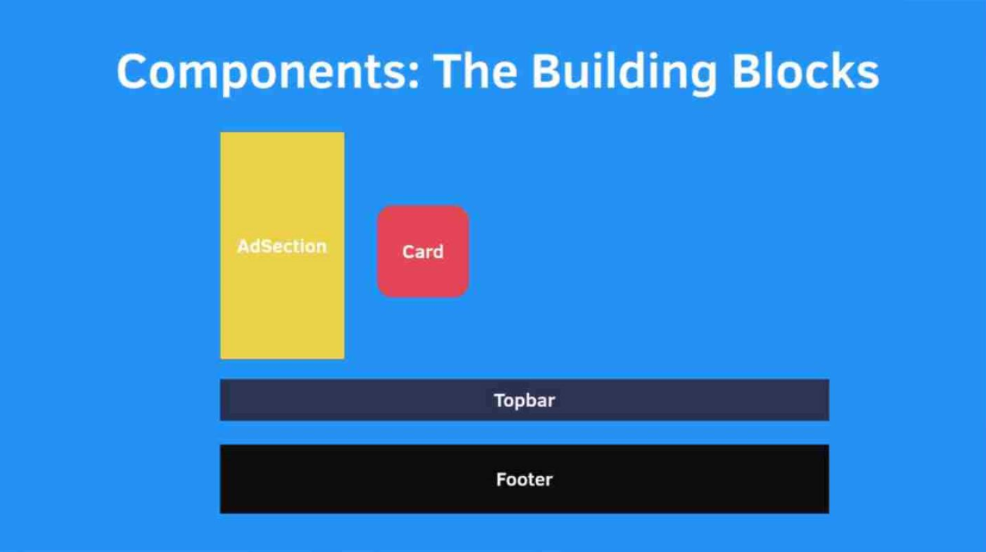 Components: The Building Blocks
AdSection
Card
Topbar
Footer